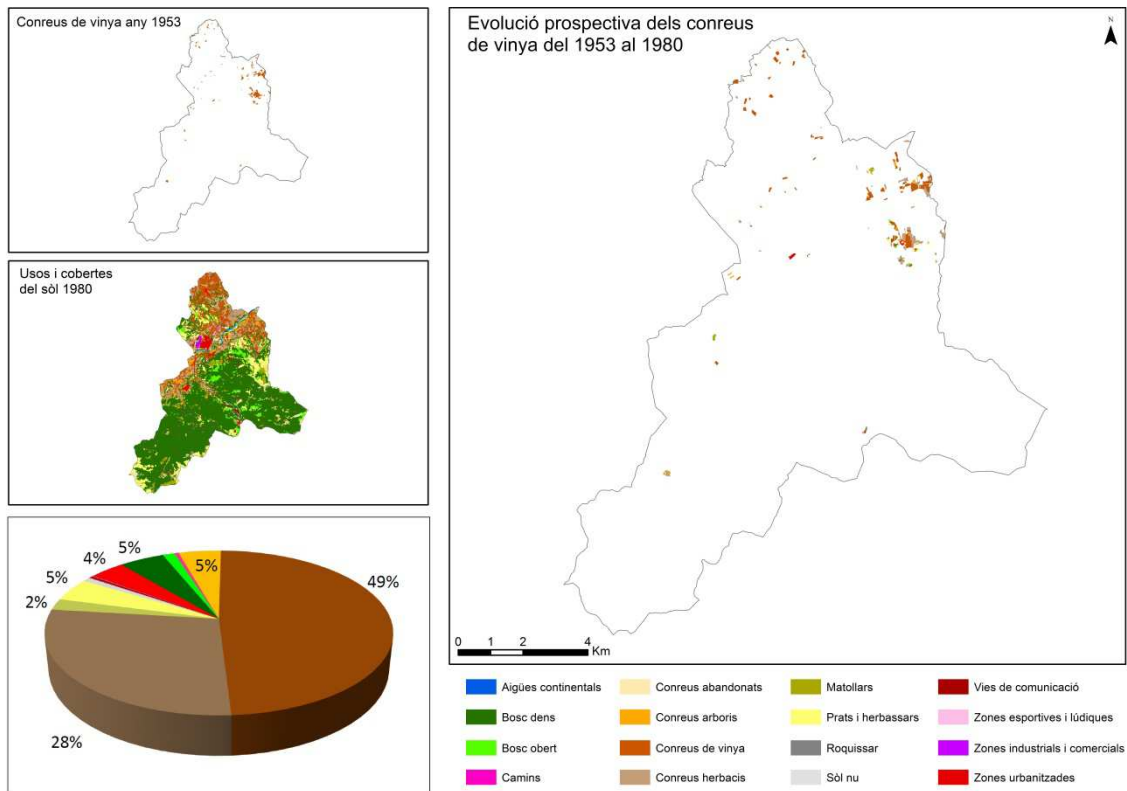 Conreus de vinya any 1953
Usos i cobertes
del sòl 1980
5%
4%
5%
2%
5%
49%
28%
Evolució prospectiva dels conreus
de vinya del 1953 al 1980
N
0 1 2 4
Km
Aigües continentals
Bosc dens
Bosc obert
Camins
Conreus abandonats
Conreus arboris
Conreus de vinya
Conreus herbacis
Matollars
Prats i herbassars
Roquissar
Sòl nu
Vies de comunicació
Zones esportives i lúdiques
Zones industrials i comercials
Zones urbanitzades